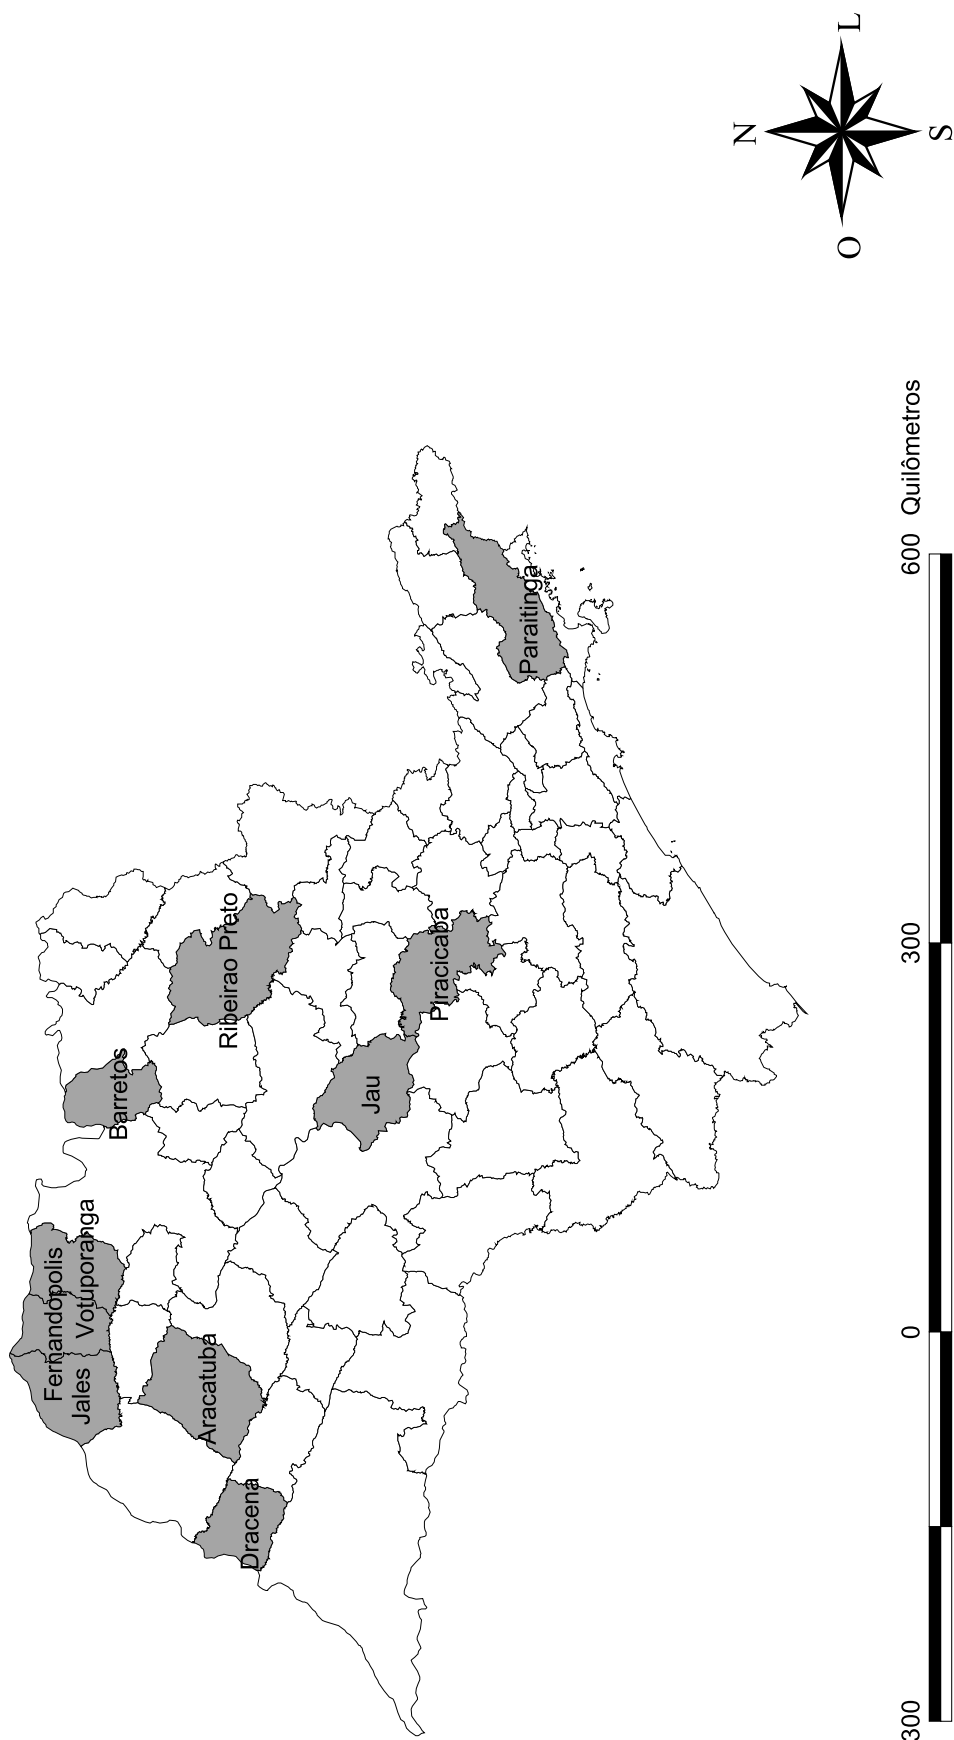 Fernandopolis
Jales
Votuporanga
Barretos
Aracatuba
Ribeirao Preto
Dracena
Jau
Piracicaba
Paraitinga
N
O
L
S
300
0
300
600
Quilômetros